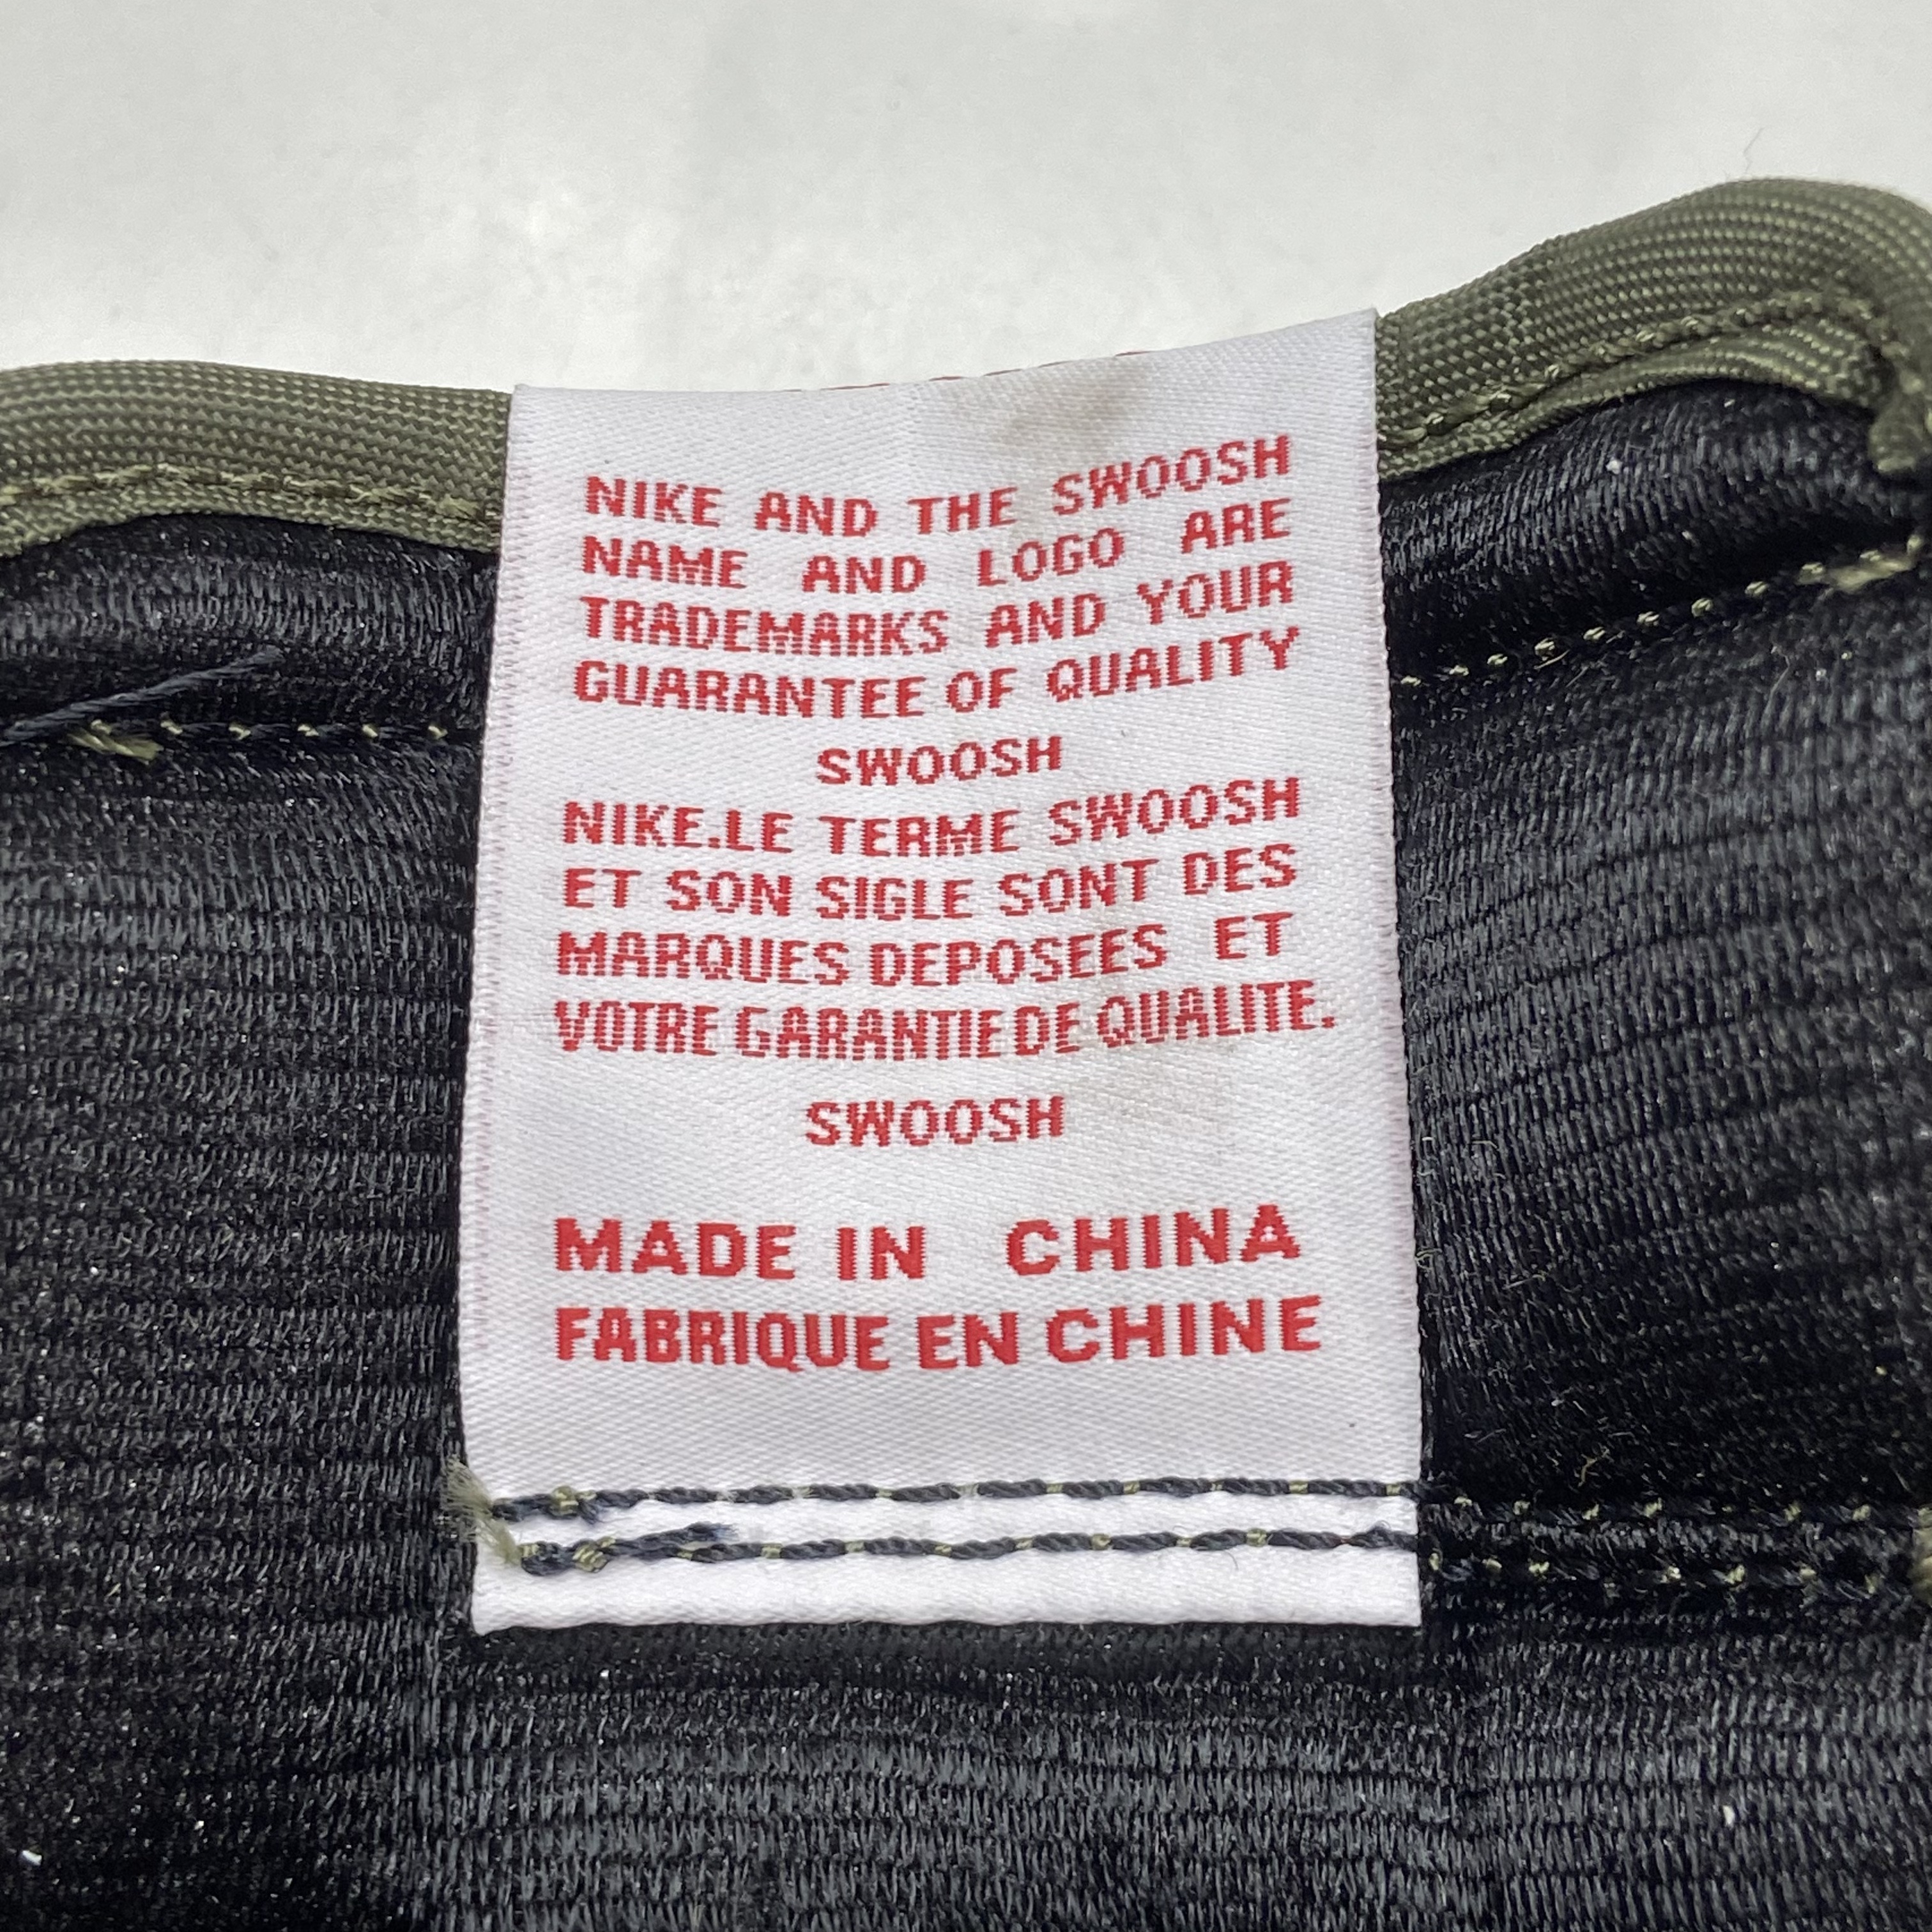 NIKE AND THE SWOOSH
NAME AND LOGO ARE
TRADEMARKS AND YOUR
GUARANTEE OF QUALITY
SWOOSH
NIKE.LE TERME SWOOSH
ET SON SIGLE SONT DES
MARQUES DEPOSEES ET
VOTRE GARANTIE DE QUALITE.
SWOOSH
MADE IN CHINA
FABRIQUE EN CHINE